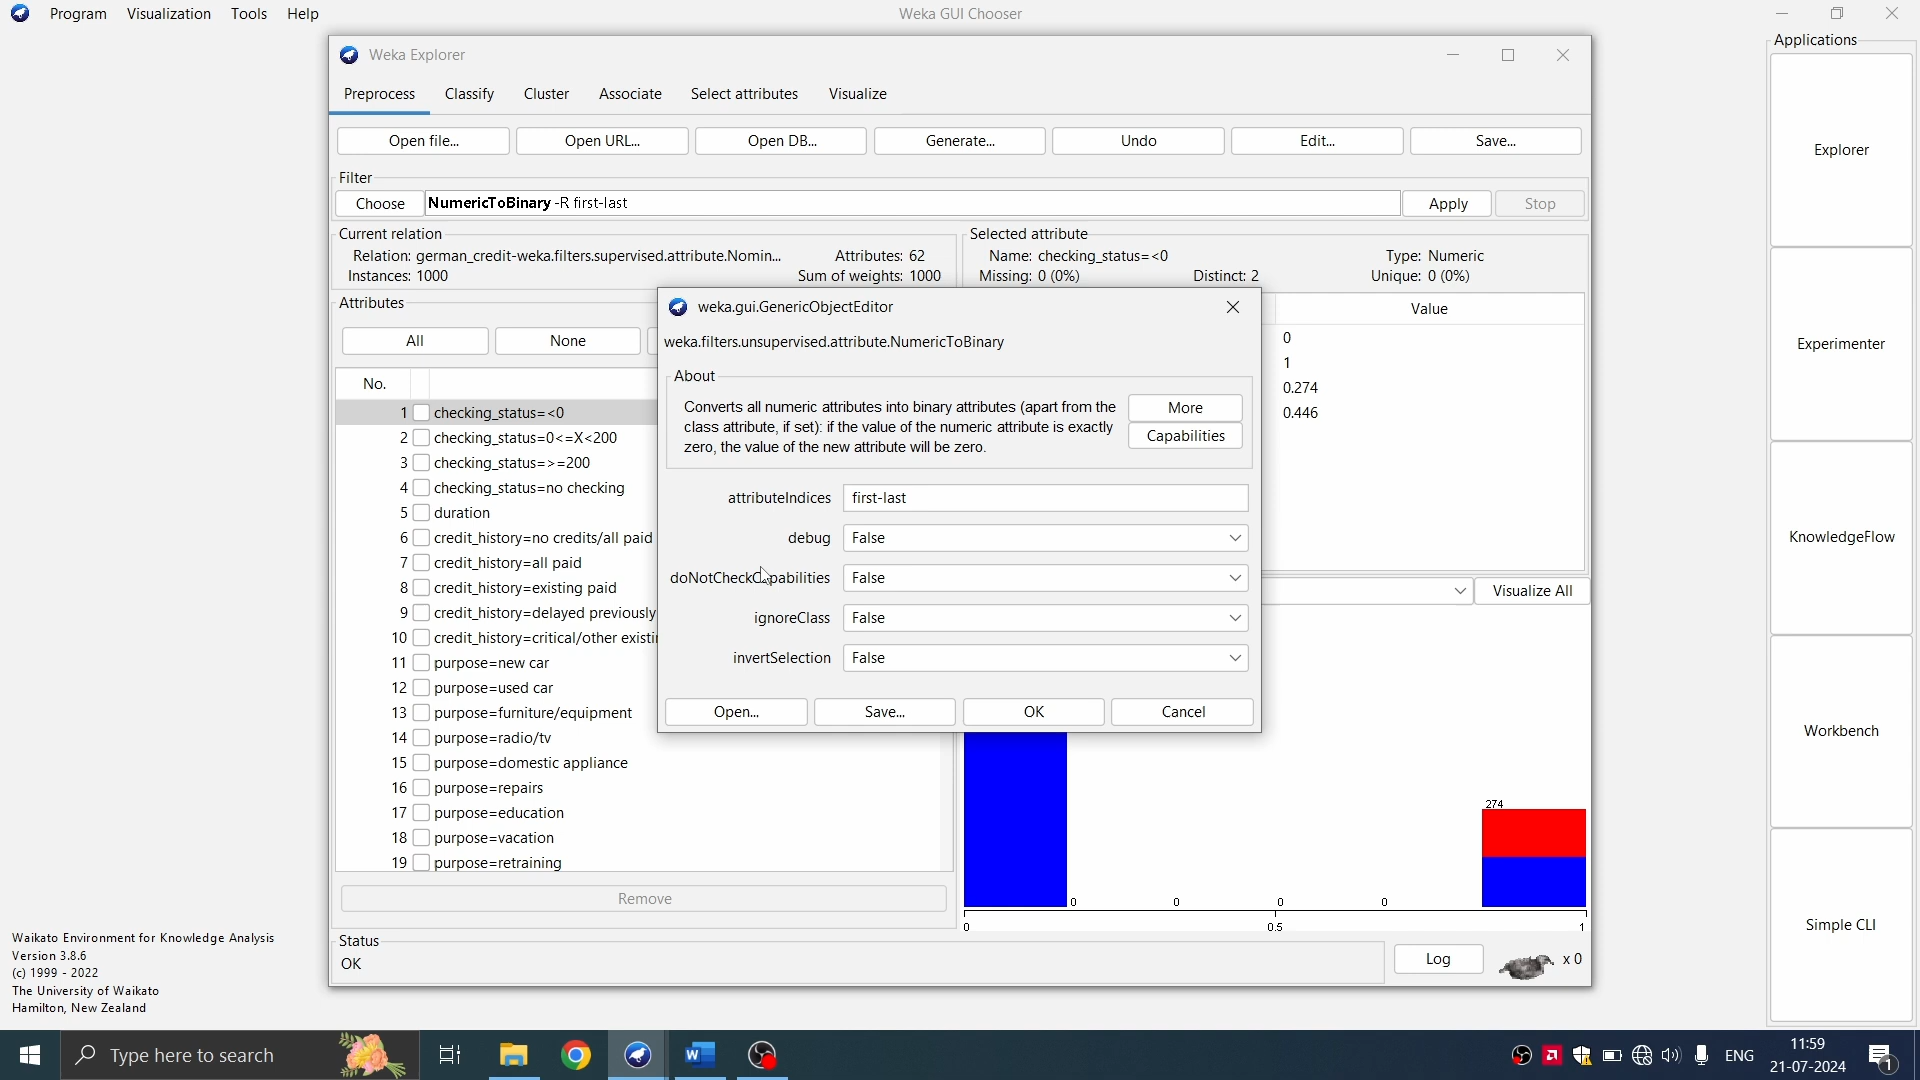 Program Visualization Tools Help Weka GUI Chooser
Applications
Weka Explorer
Preprocess Classify Cluster Associate Select attributes Visualize
Open file... Open URL... Open DB... Generate... Undo Edit... Save...
Filter
Choose NumericToBinary -R first-last Apply Stop
Current relation
Relation: german_credit-weka.filters.supervised.attribute.Nomin... Attributes: 62
Instances: 1000 Sum of weights: 1000
Selected attribute
Name: checking_status=<0 Type: Numeric
Missing: 0 (0%) Distinct: 2 Unique: 0 (0%)
Attributes
All None
No.
1 checking_status=<0
2 checking_status=0<=X<200
3 checking_status=>=200
4 checking_status=no checking
5 duration
6 credit_history=no credits/all paid
7 credit_history=all paid
8 credit_history=existing paid
9 credit_history=delayed previously
10 credit_history=critical/other existi
11 purpose=new car
12 purpose=used car
13 purpose=furniture/equipment
14 purpose=radio/tv
15 purpose=domestic appliance
16 purpose=repairs
17 purpose=education
18 purpose=vacation
19 purpose=retraining
Remove
weka.gui.GenericObjectEditor
weka.filters.unsupervised.attribute.NumericToBinary
About
Converts all numeric attributes into binary attributes (apart from the
class attribute, if set): if the value of the numeric attribute is exactly
zero, the value of the new attribute will be zero.
More
Capabilities
attributeIndices first-last
debug False
doNotCheckCapabilities False
ignoreClass False
invertSelection False
Open... Save... OK Cancel
Value
0
1
0.274
0.446
Visualize All
274
0 0 0 0
0 0.5 1
Status
OK
Log x 0
Explorer
Experimenter
KnowledgeFlow
Workbench
Simple CLI
Waikato Environment for Knowledge Analysis
Version 3.8.6
(c) 1999 - 2022
The University of Waikato
Hamilton, New Zealand
Type here to search
W
ENG
11:59
21-07-2024
1